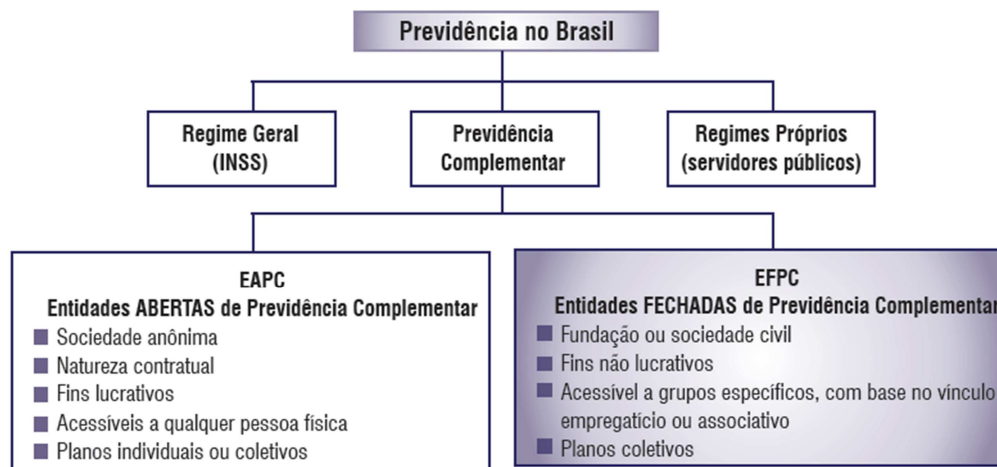 Previdência no Brasil
Regime Geral
(INSS)
Previdência
Complementar
Regimes Próprios
(servidores públicos)
EAPC
Entidades ABERTAS de Previdência Complementar
Sociedade anônima
Natureza contratual
Fins lucrativos
Acessíveis a qualquer pessoa física
Planos individuais ou coletivos
EFPC
Entidades FECHADAS de Previdência Complementar
Fundação ou sociedade civil
Fins não lucrativos
Acessível a grupos específicos, com base no vínculo
empregatício ou associativo
Planos coletivos